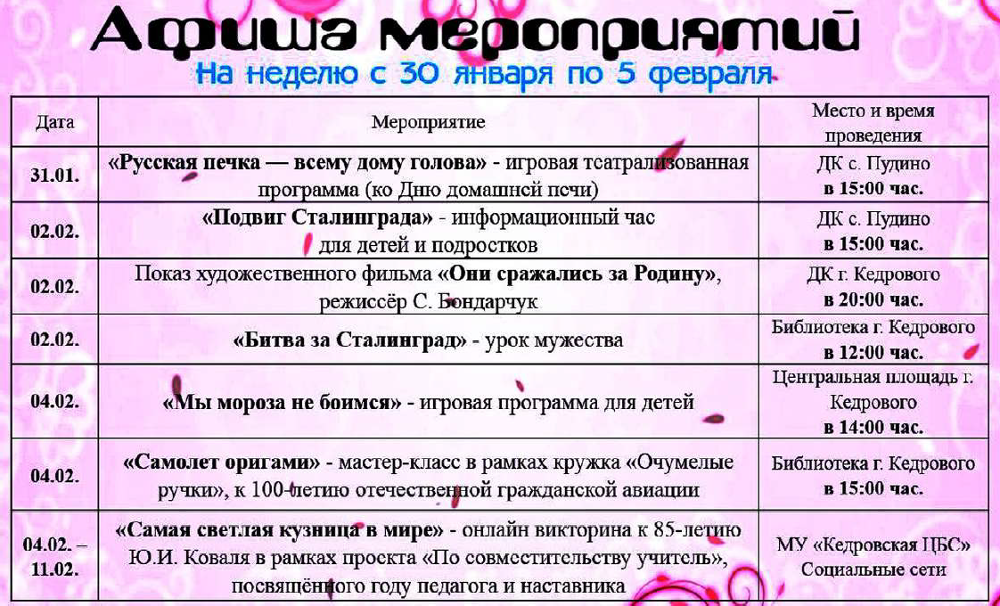 Афиша мероприятий
На неделю с 30 января по 5 февраля
Дата
Мероприятие
Место и время
проведения
31.01.
«Русская печка — всему дому голова» - игровая театрализованная
программа (ко Дню домашней печи)
ДК с. Пудино
в 15:00 час.
02.02.
«Подвиг Сталинграда» - информационный час
для детей и подростков
ДК с. Пудино
в 15:00 час.
02.02.
Показ художественного фильма «Они сражались за Родину»,
режиссёр С. Бондарчук
ДК г. Кедрового
в 20:00 час.
02.02.
«Битва за Сталинград» - урок мужества
Библиотека г. Кедрового
в 12:00 час.
04.02.
«Мы мороза не боимся» - игровая программа для детей
Центральная площадь г.
Кедрового
в 14:00 час.
04.02.
«Самолет оригами» - мастер-класс в рамках кружка «Очумелые
ручки», к 100-летию отечественной гражданской авиации
Библиотека г. Кедрового
в 15:00 час.
04.02. –
11.02.
«Самая светлая кузница в мире» - онлайн викторина к 85-летию
Ю.И. Коваля в рамках проекта «По совместительству учитель»,
посвящённого году педагога и наставника
МУ «Кедровская ЦБС»
Социальные сети